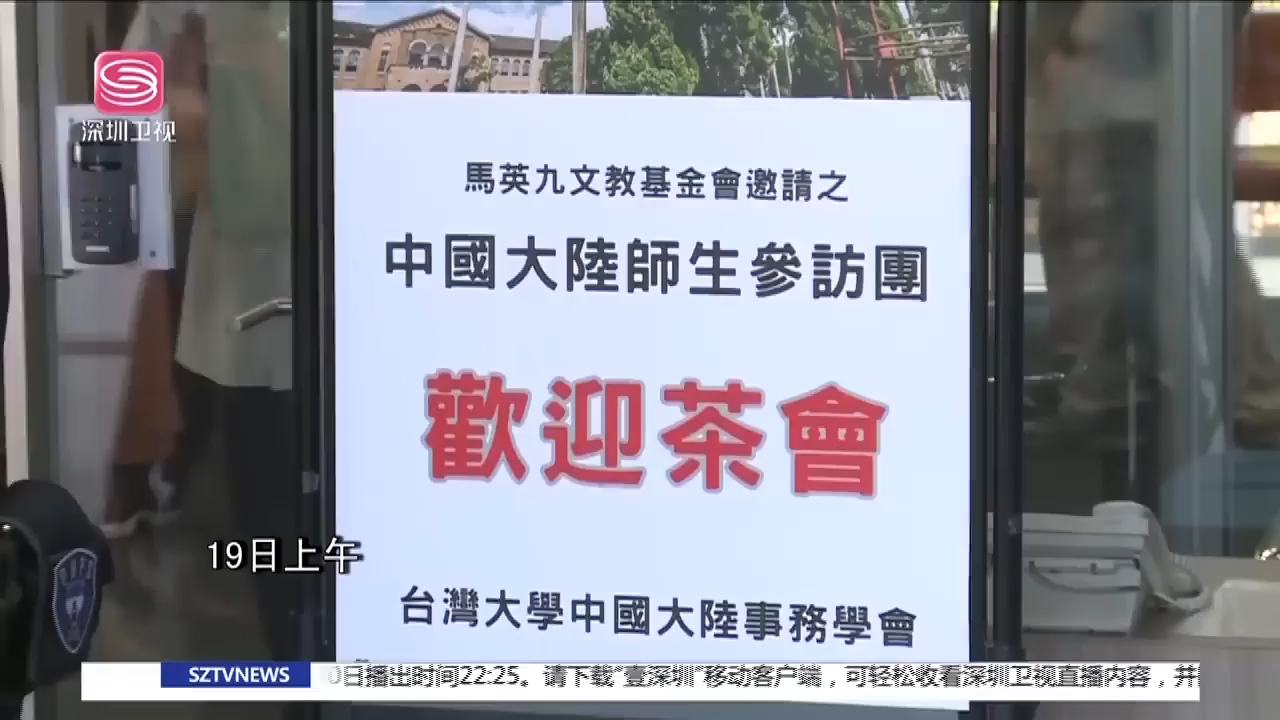 深圳卫视
馬英九文教基金會邀請之
中國大陸師生參訪團
歡迎茶會
19日上午
台灣大學中國大陸事務學會
SZTVNEWS
日播出时间22:25。请下载“壹深圳”移动客户端，可轻松收看深圳卫视直播内容，并